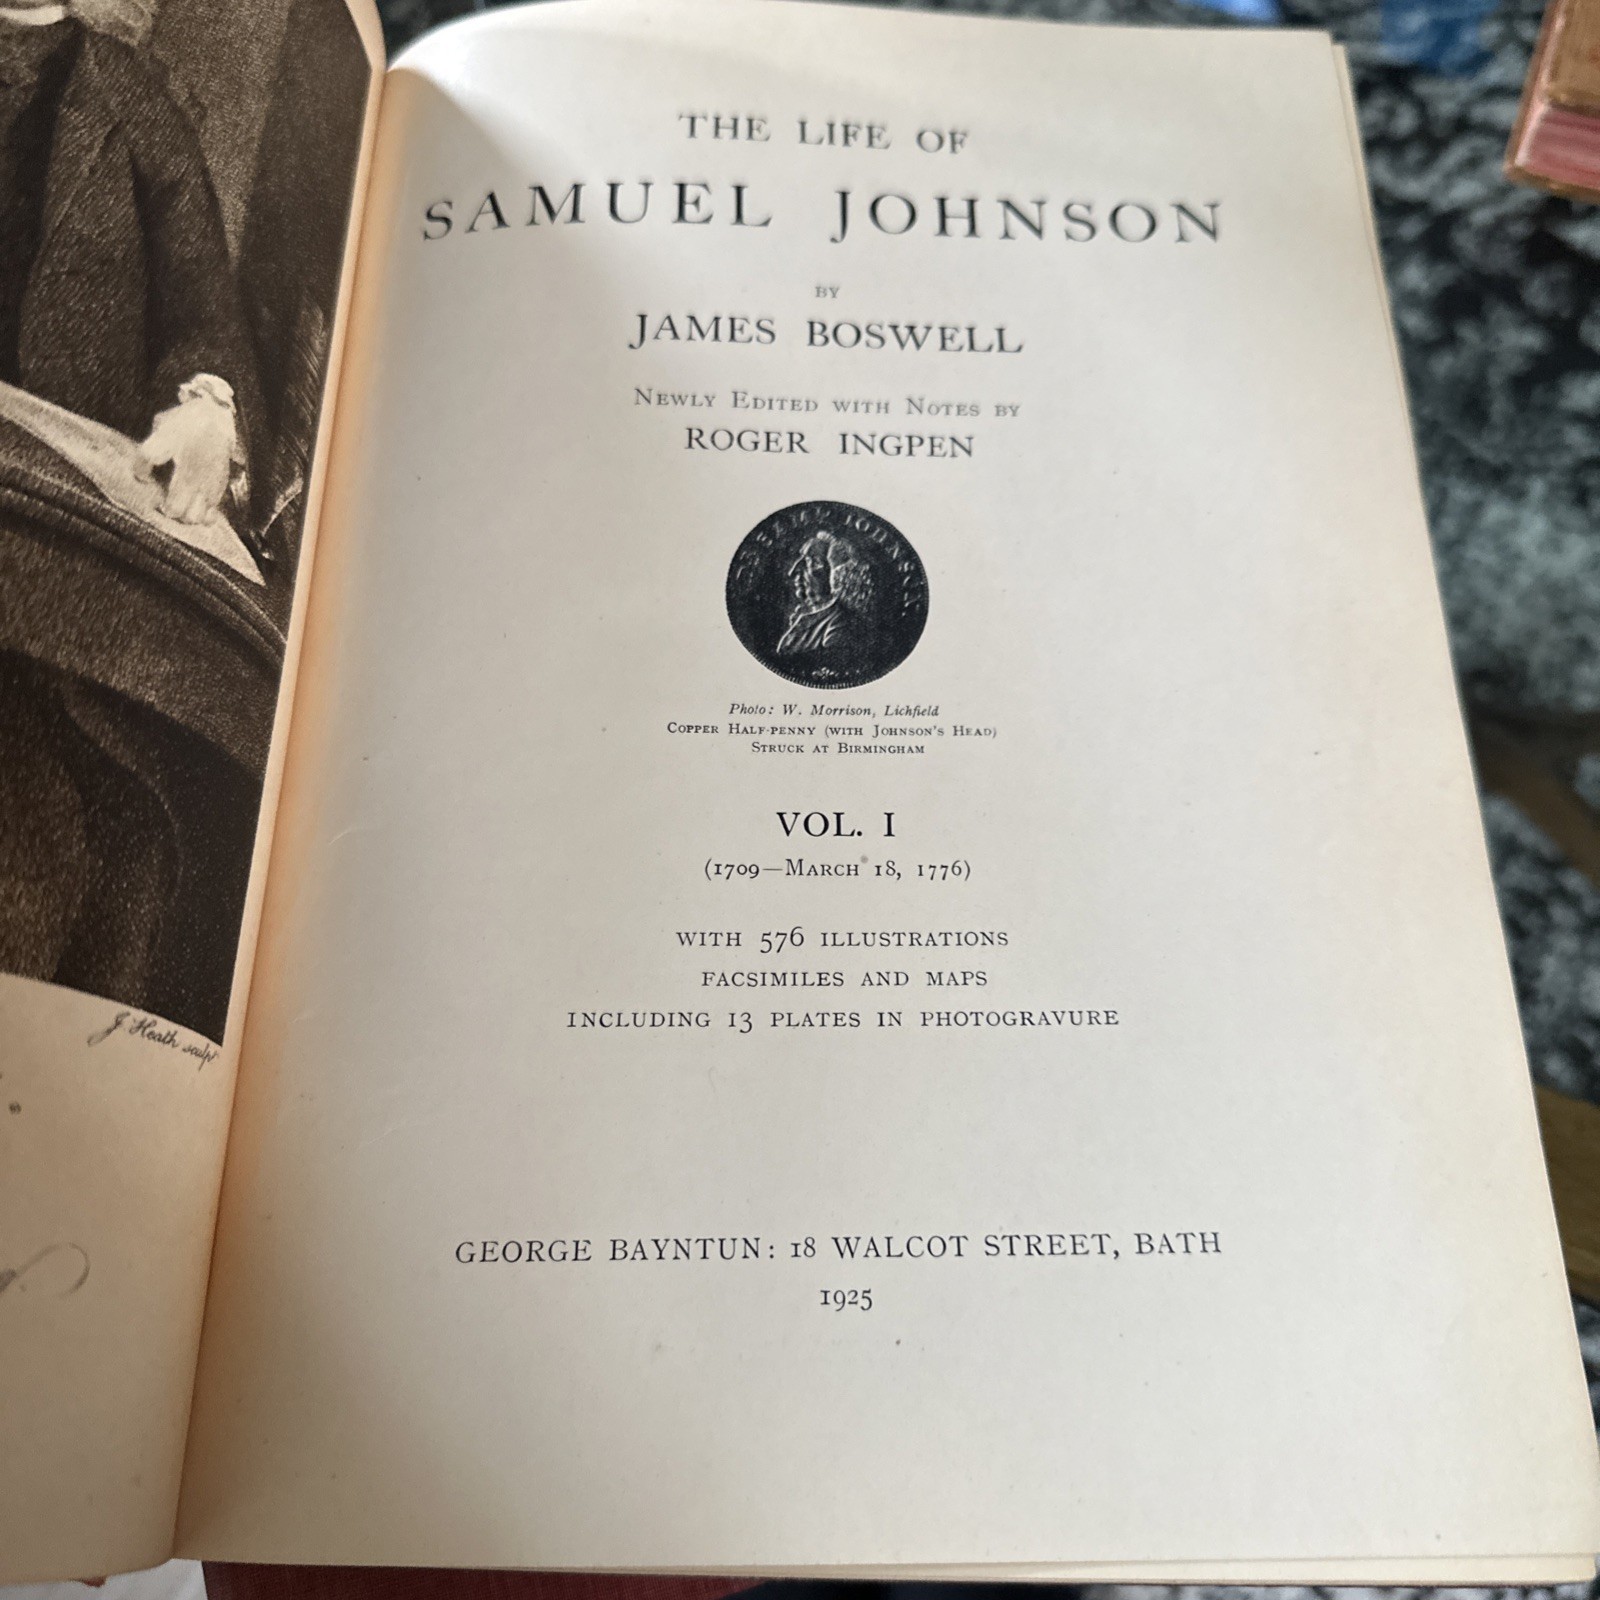 J. Heath sculpt
THE LIFE OF
SAMUEL JOHNSON
BY
JAMES BOSWELL
NEWLY EDITED WITH NOTES BY
ROGER INGPEN
Photo: W. Morrison, Lichfield
COPPER HALF-PENNY (WITH JOHNSON'S HEAD)
STRUCK AT BIRMINGHAM
VOL. I
(1709—MARCH 18, 1776)
WITH 576 ILLUSTRATIONS
FACSIMILES AND MAPS
INCLUDING 13 PLATES IN PHOTOGRAVURE
GEORGE BAYNTUN: 18 WALCOT STREET, BATH
1925